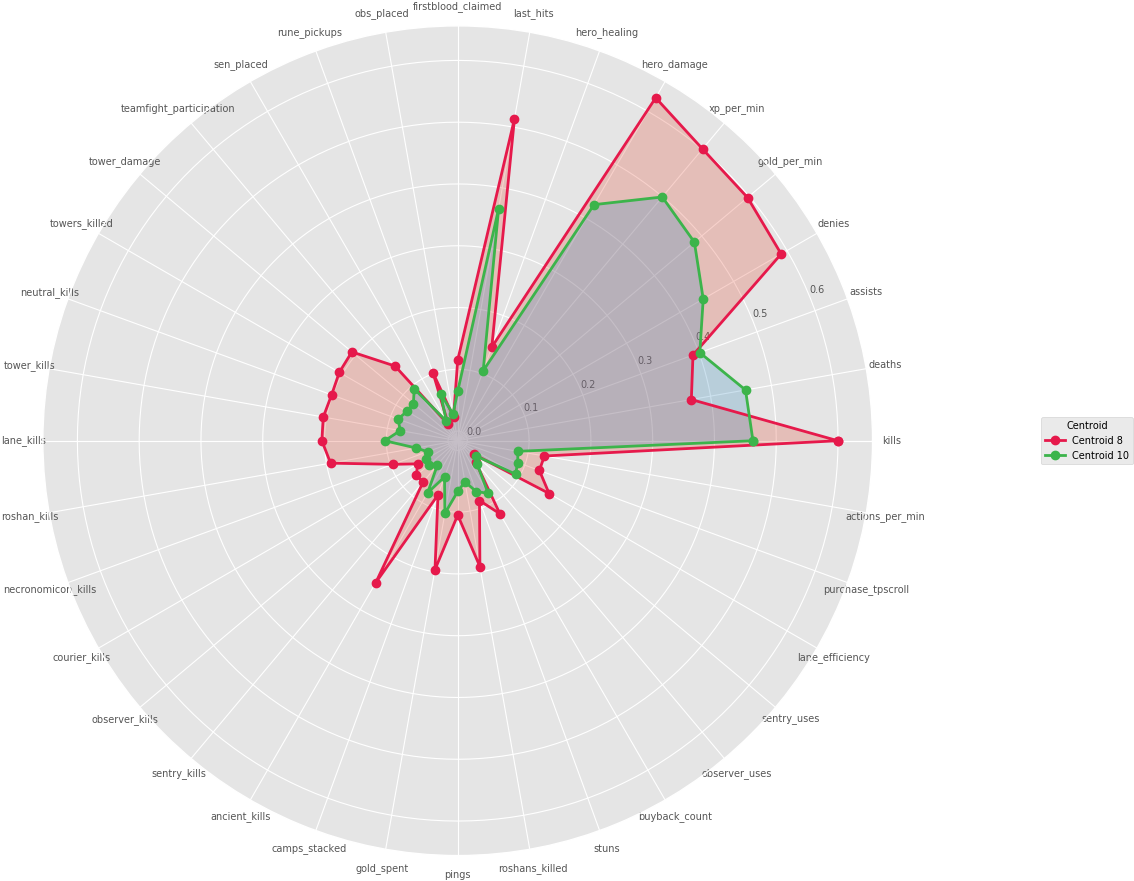 firstblood_claimed
obs_placed
last_hits
rune_pickups
hero_healing
sen_placed
hero_damage
teamfight_participation
xp_per_min
tower_damage
gold_per_min
towers_killed
denies
neutral_kills
assists
0.6
0.5
0.4
tower_kills
0.3
deaths
0.2
0.1
0.0
lane_kills
kills
Centroid
Centroid 8
Centroid 10
roshan_kills
actions_per_min
necronomicon_kills
purchase_tpscroll
courier_kills
lane_efficiency
observer_kills
sentry_uses
sentry_kills
observer_uses
ancient_kills
buyback_count
camps_stacked
stuns
gold_spent
roshans_killed
pings